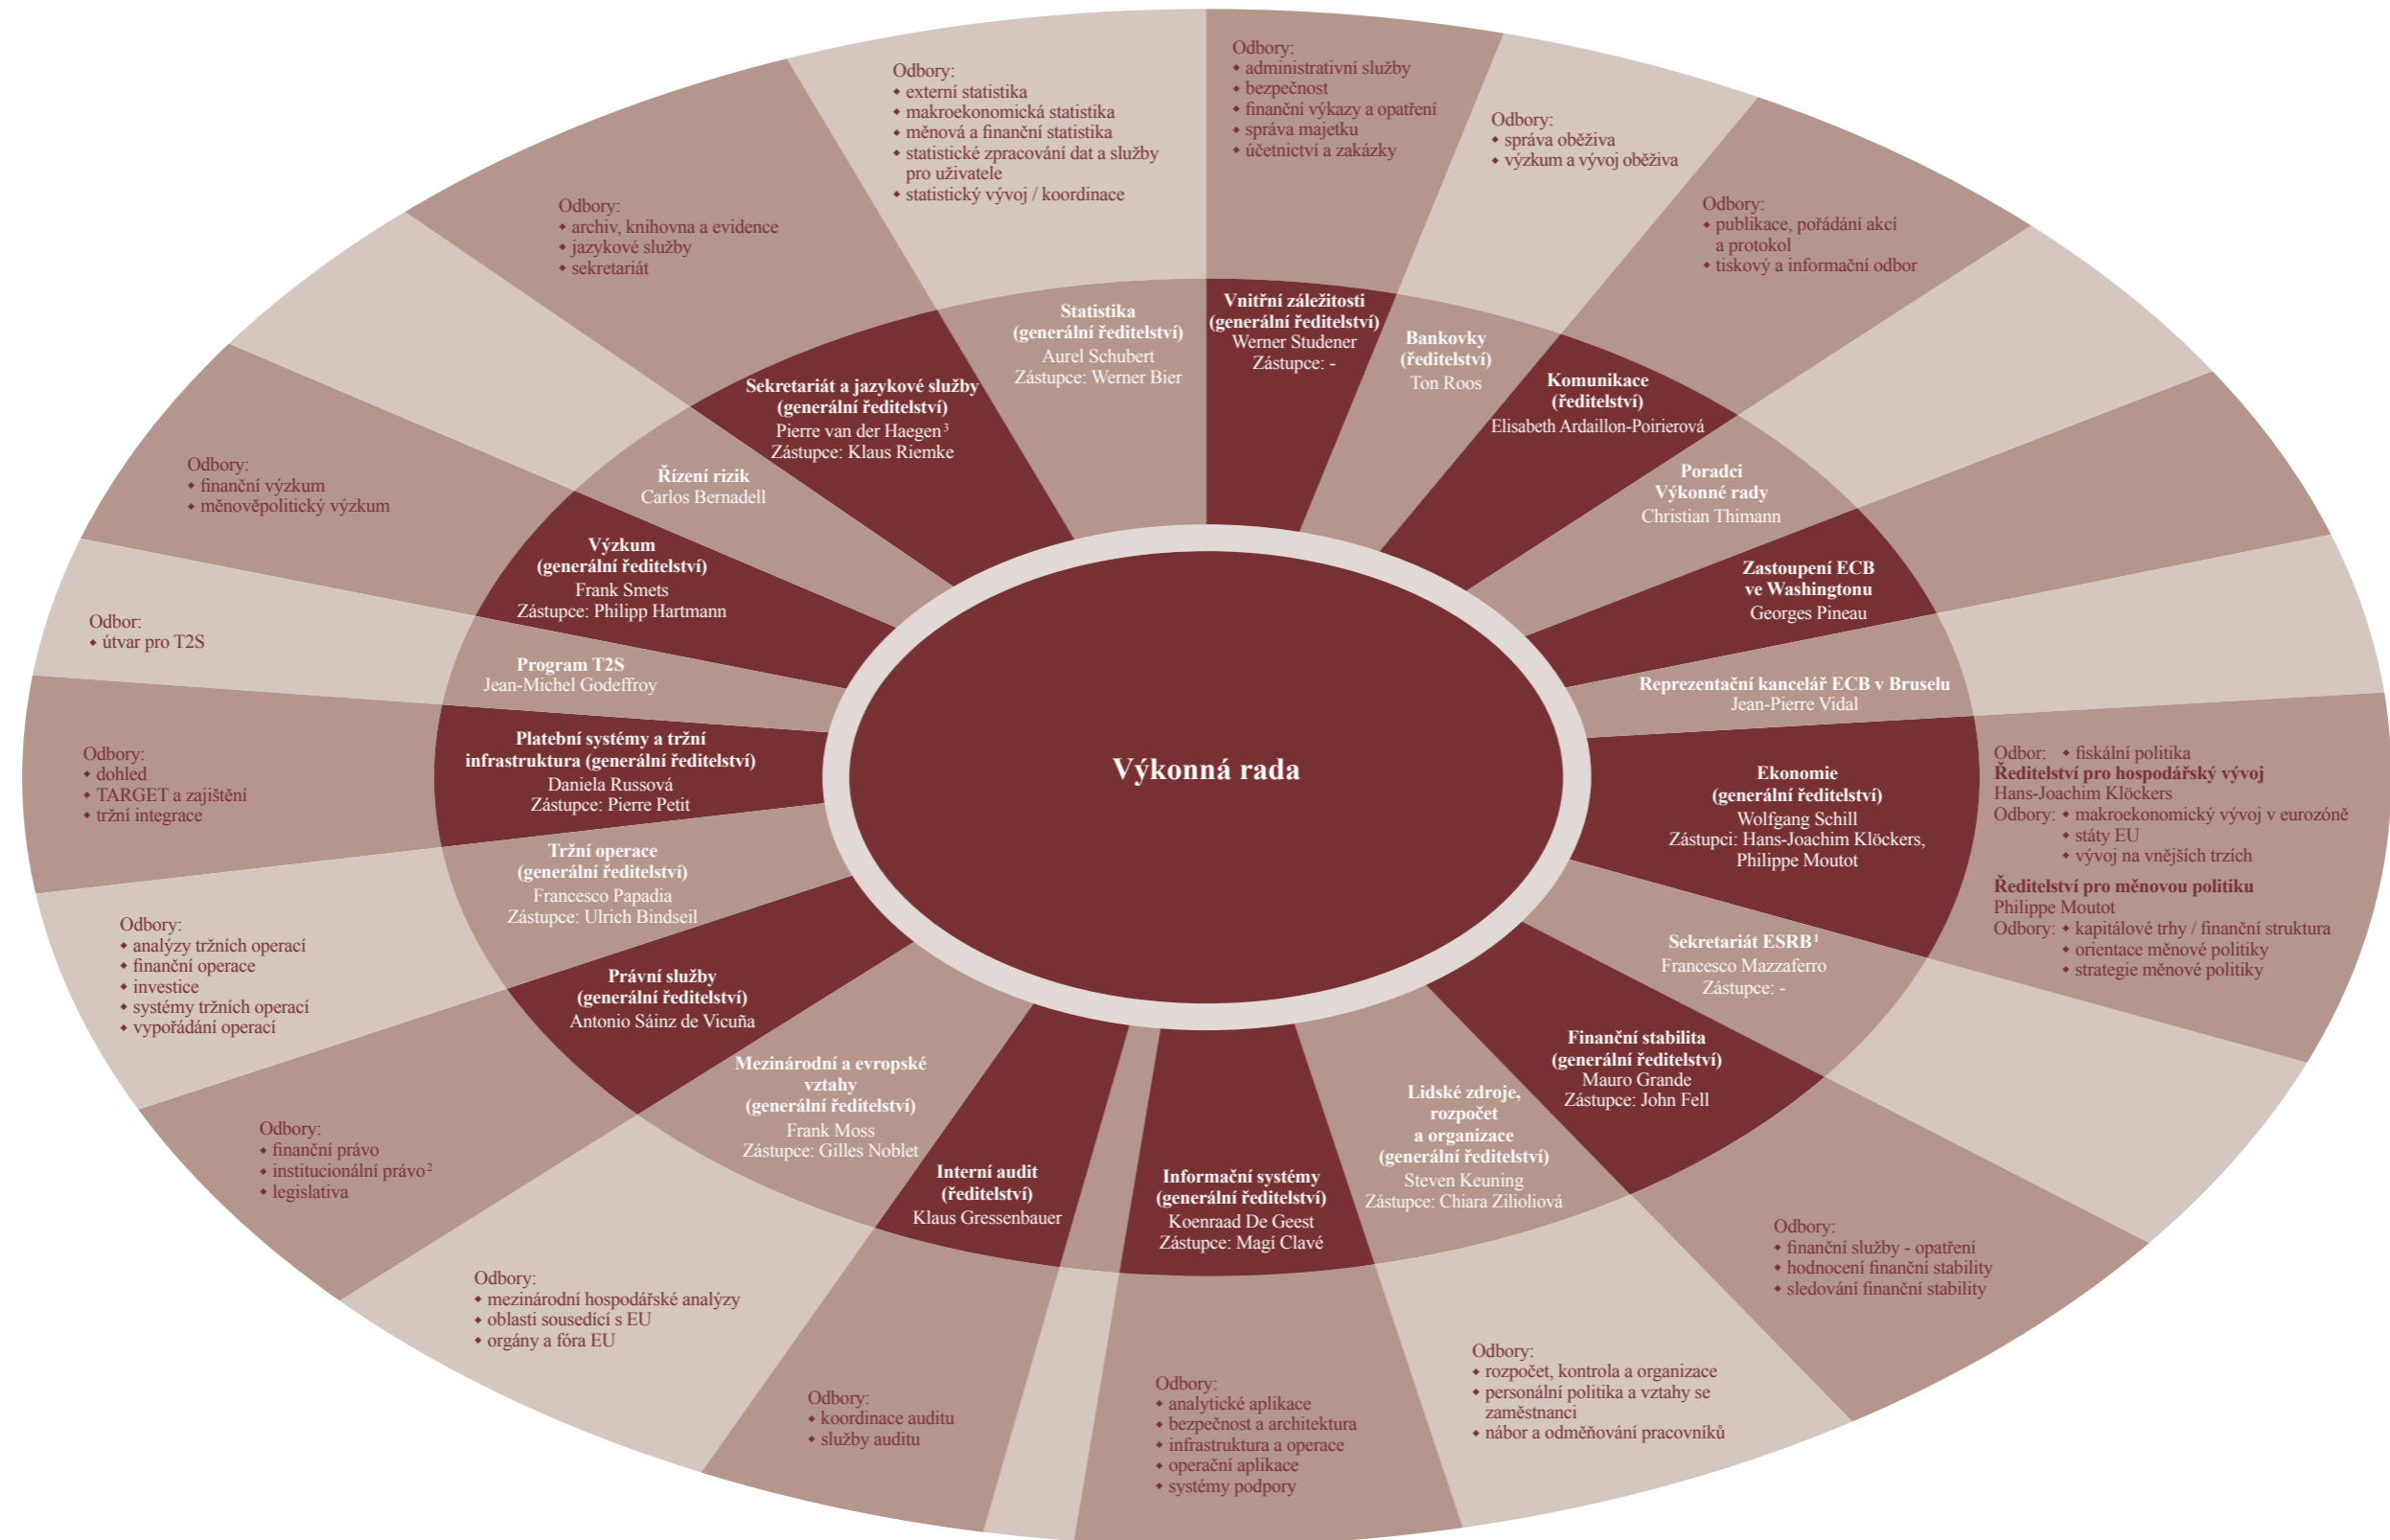 Výkonná rada
Odbory:
administrativní služby
bezpečnost
finanční výkazy a opatření
správa majetku
účetnictví a zakázky
Vnitřní záležitosti
(generální ředitelství)
Werner Studener
Zástupce: -
Odbory:
správa oběživa
výzkum a vývoj oběživa
Bankovky
(ředitelství)
Ton Roos
Odbory:
publikace, pořádání akcí
a protokol
tiskový a informační odbor
Komunikace
(ředitelství)
Elisabeth Ardaillon-Poirierová
Poradci
Výkonné rady
Christian Thimann
Zastoupení ECB
ve Washingtonu
Georges Pineau
Reprezentační kancelář ECB v Bruselu
Jean-Pierre Vidal
Ekonomie
(generální ředitelství)
Wolfgang Schill
Zástupci: Hans-Joachim Klöckers,
Philippe Moutot
Odbor: fiskální politika
Ředitelství pro hospodářský vývoj
Hans-Joachim Klöckers
Odbory: makroekonomický vývoj v eurozóně
státy EU
vývoj na vnějších trzích
Ředitelství pro měnovou politiku
Philippe Moutot
Odbory: kapitálové trhy / finanční struktura
orientace měnové politiky
strategie měnové politiky
Sekretariát ESRB¹
Francesco Mazzaferro
Zástupce: -
Finanční stabilita
(generální ředitelství)
Mauro Grande
Zástupce: John Fell
Odbory:
finanční služby - opatření
hodnocení finanční stability
sledování finanční stability
Lidské zdroje,
rozpočet
a organizace
(generální ředitelství)
Steven Keuning
Zástupce: Chiara Zilioliová
Odbory:
rozpočet, kontrola a organizace
personální politika a vztahy se
zaměstnanci
nábor a odměňování pracovníků
Informační systémy
(generální ředitelství)
Koenraad De Geest
Zástupce: Magí Clavé
Odbory:
analytické aplikace
bezpečnost a architektura
infrastruktura a operace
operační aplikace
systémy podpory
Interní audit
(ředitelství)
Klaus Gressenbauer
Odbory:
koordinace auditu
služby auditu
Mezinárodní a evropské
vztahy
(generální ředitelství)
Frank Moss
Zástupce: Gilles Noblet
Odbory:
mezinárodní hospodářské analýzy
oblasti sousedící s EU
orgány a fóra EU
Právní služby
(generální ředitelství)
Antonio Sáinz de Vicuña
Odbory:
finanční právo
institucionální právo²
legislativa
Tržní operace
(generální ředitelství)
Francesco Papadia
Zástupce: Ulrich Bindseil
Odbory:
analýzy tržních operací
finanční operace
investice
systémy tržních operací
vypořádání operací
Platební systémy a tržní
infrastruktura (generální ředitelství)
Daniela Russová
Zástupce: Pierre Petit
Odbory:
dohled
TARGET a zajištění
tržní integrace
Program T2S
Jean-Michel Godeffroy
Odbor:
útvar pro T2S
Výzkum
(generální ředitelství)
Frank Smets
Zástupce: Philipp Hartmann
Odbory:
finanční výzkum
měnověpolitický výzkum
Řízení rizik
Carlos Bernadell
Sekretariát a jazykové služby
(generální ředitelství)
Pierre van der Haegen³
Zástupce: Klaus Riemke
Odbory:
archiv, knihovna a evidence
jazykové služby
sekretariát
Statistika
(generální ředitelství)
Aurel Schubert
Zástupce: Werner Bier
Odbory:
externí statistika
makroekonomická statistika
měnová a finanční statistika
statistické zpracování dat a služby
pro uživatele
statistický vývoj / koordinace